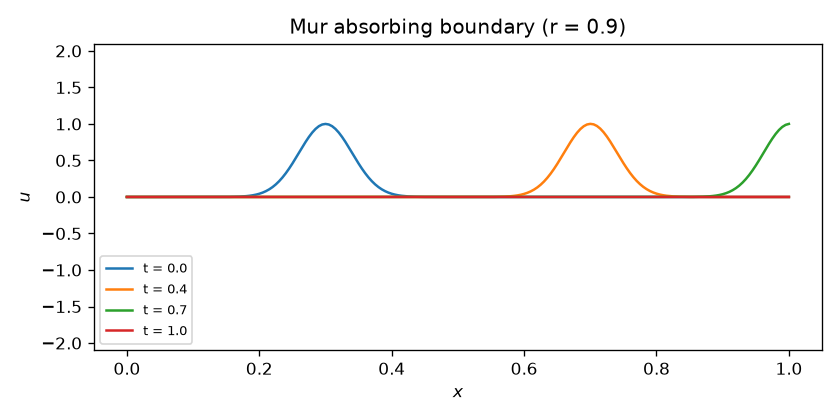 Mur absorbing boundary (r = 0.9)
2.0
1.5
1.0
0.5
0.0
−0.5
−1.0
−1.5
−2.0
u
t = 0.0
t = 0.4
t = 0.7
t = 1.0
0.0 0.2 0.4 0.6 0.8 1.0
x